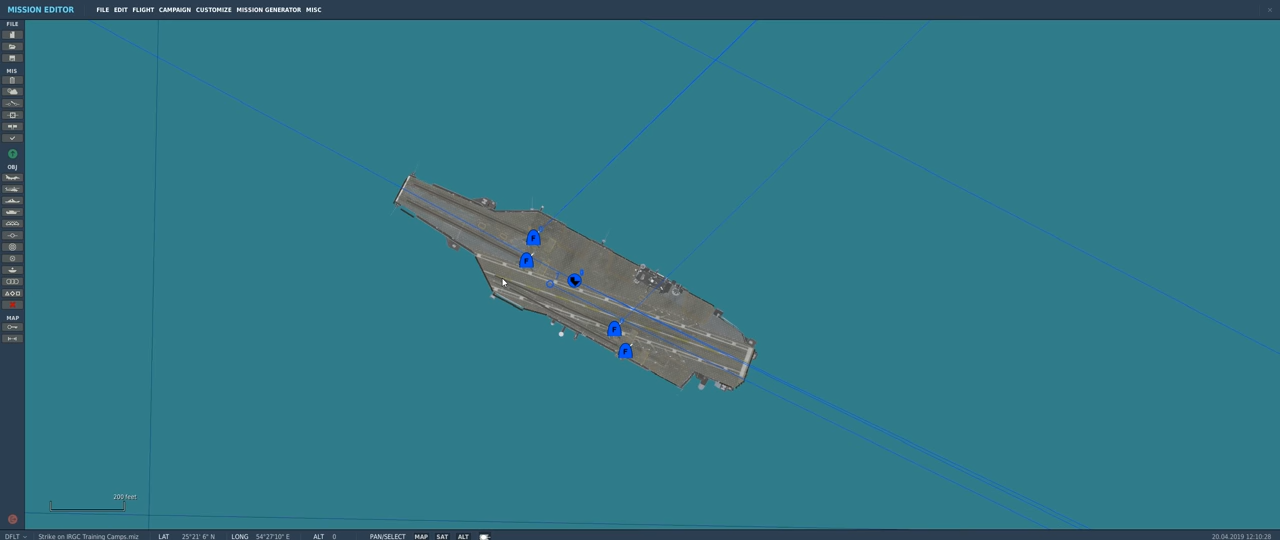 MISSION EDITOR FILE EDIT FLIGHT CAMPAIGN CUSTOMIZE MISSION GENERATOR MISC
FILE
MIS
OBJ
MAP
F
F
F
F
200 feet
DFLT Strike on IRGC Training Camps.miz LAT 25°21' 6" N LONG 54°27'10" E ALT 0 PAN/SELECT MAP SAT ALT 20.04.2019 12:10:28